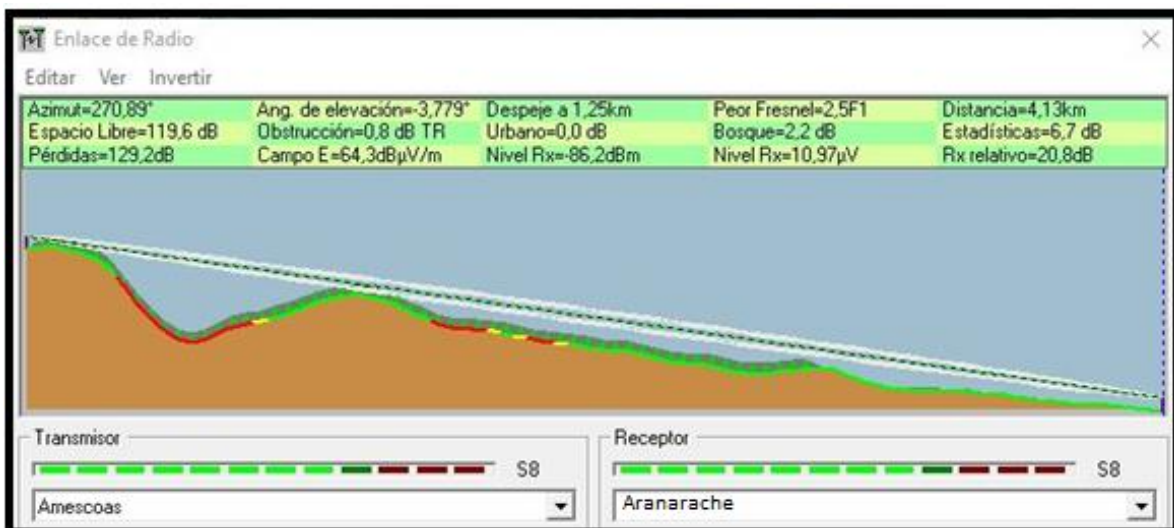 Enlace de Radio
Editar Ver Invertir
Azimut=270,89° Ang. de elevación=-3,779° Despeje a 1,25km Peor Fresnel=2,5F1 Distancia=4,13km
Espacio Libre=119,6 dB Obstrucción=0,8 dB TR Urbano=0,0 dB Bosque=2,2 dB Estadísticas=6,7 dB
Pérdidas=129,2dB Campo E=64,3dBµV/m Nivel Rx=-86,2dBm Nivel Rx=10,97µV Rx relativo=20,8dB
Transmisor Receptor
S8 S8
Amescoas Aranarache